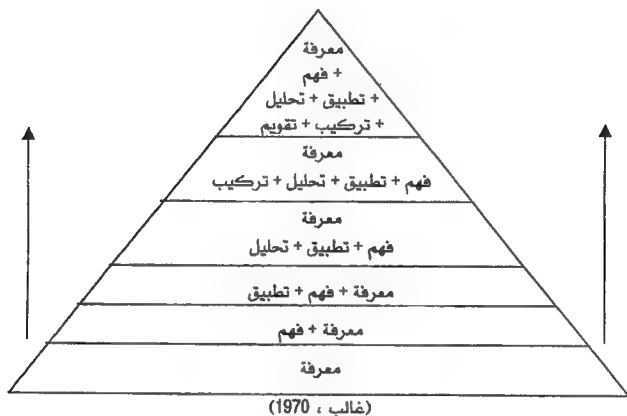 معرفة
+ فهم
+ تطبيق + تحليل
+ تركيب + تقويم
معرفة
فهم + تطبيق + تحليل + تركيب
معرفة
فهم + تطبيق + تحليل
معرفة + فهم + تطبيق
معرفة + فهم
معرفة
(غالب ، 1970)